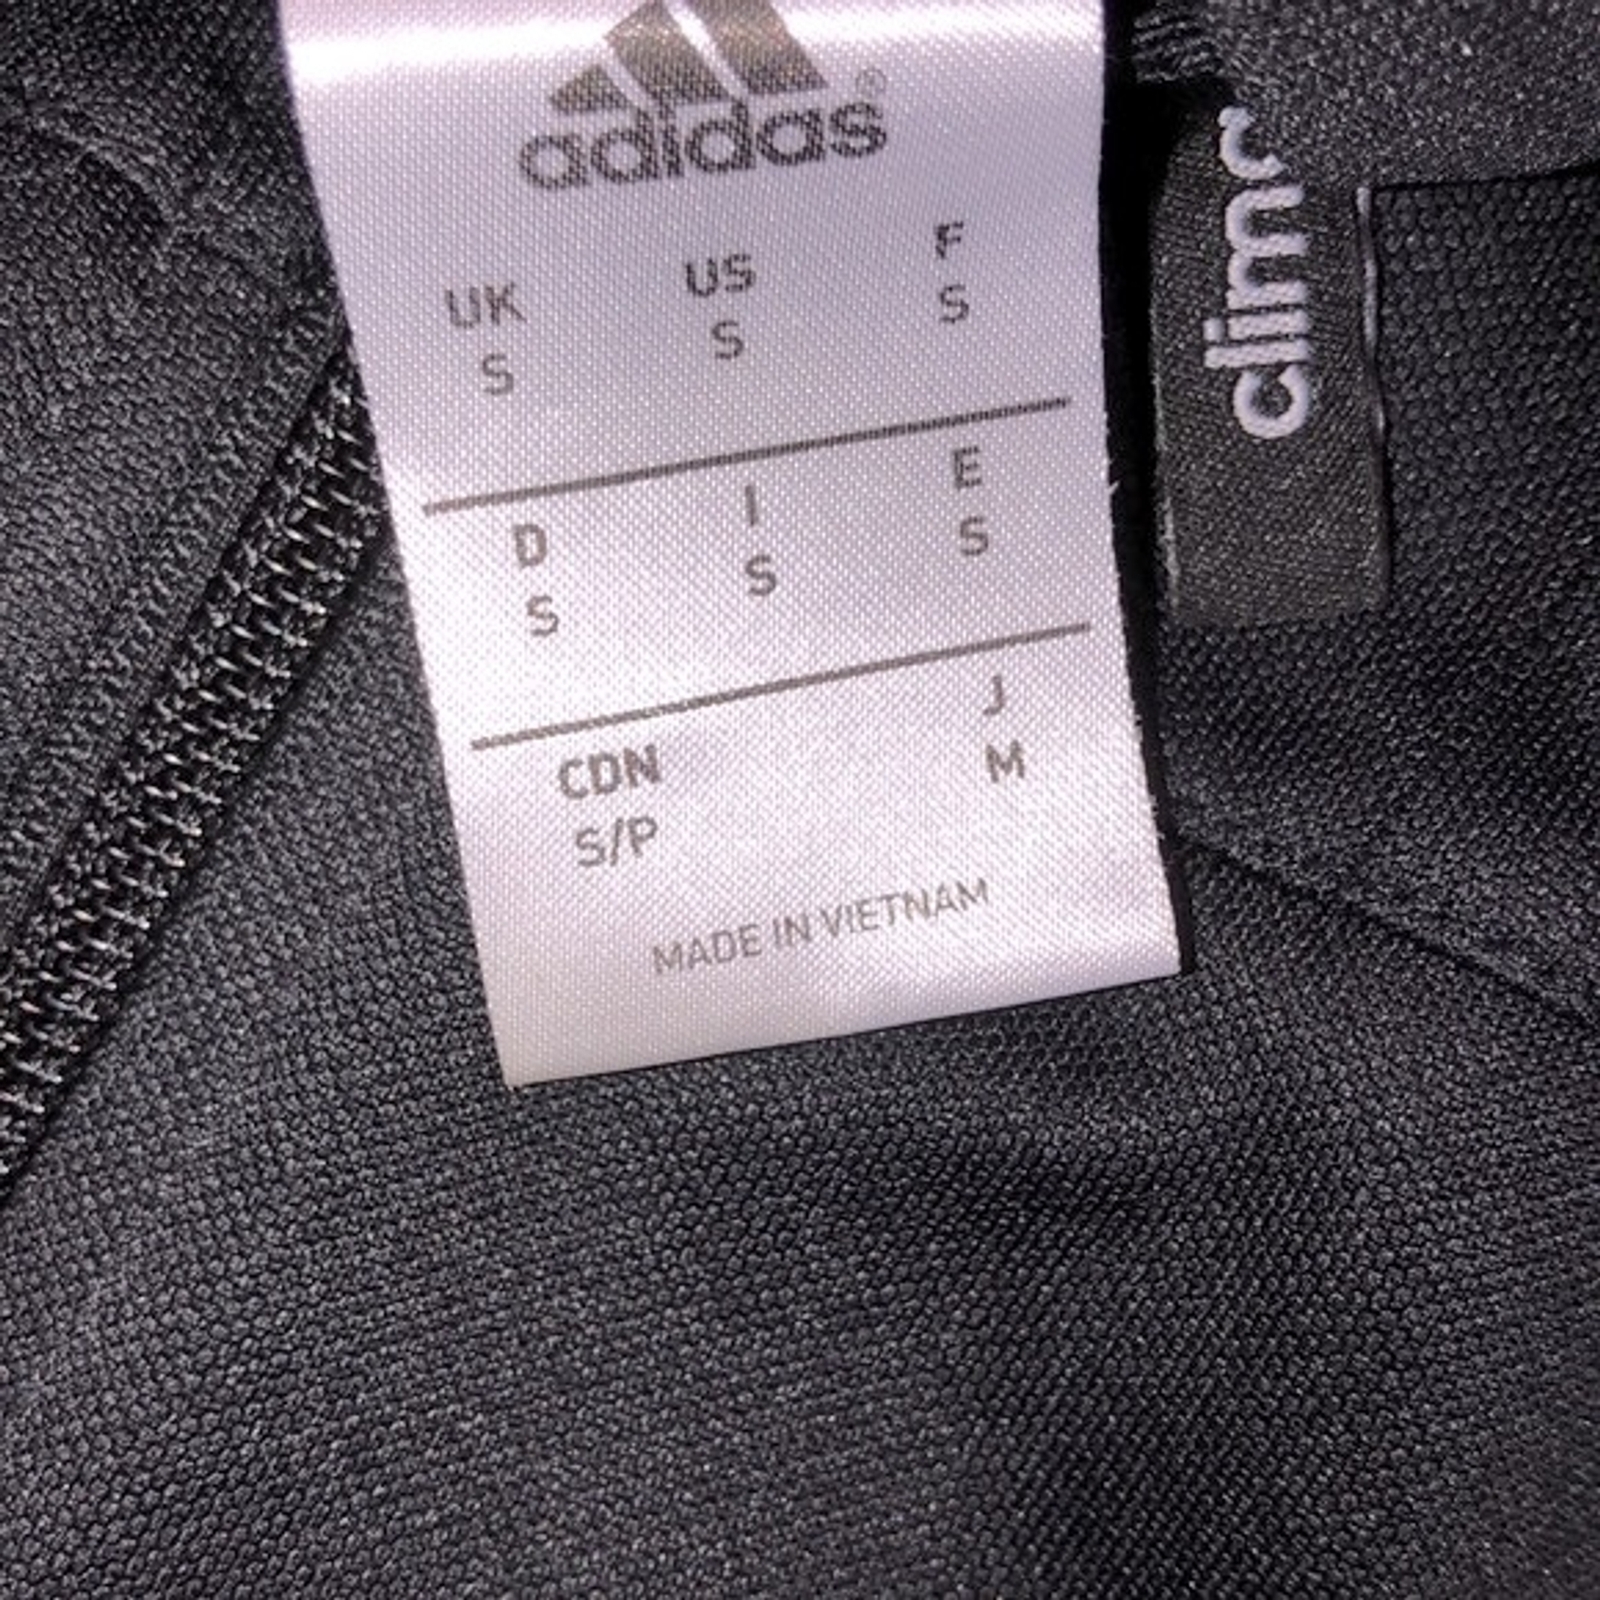 adidas®
UK US F
S S S
D I E
S S S
CDN J
S/P M
MADE IN VIETNAM
clima